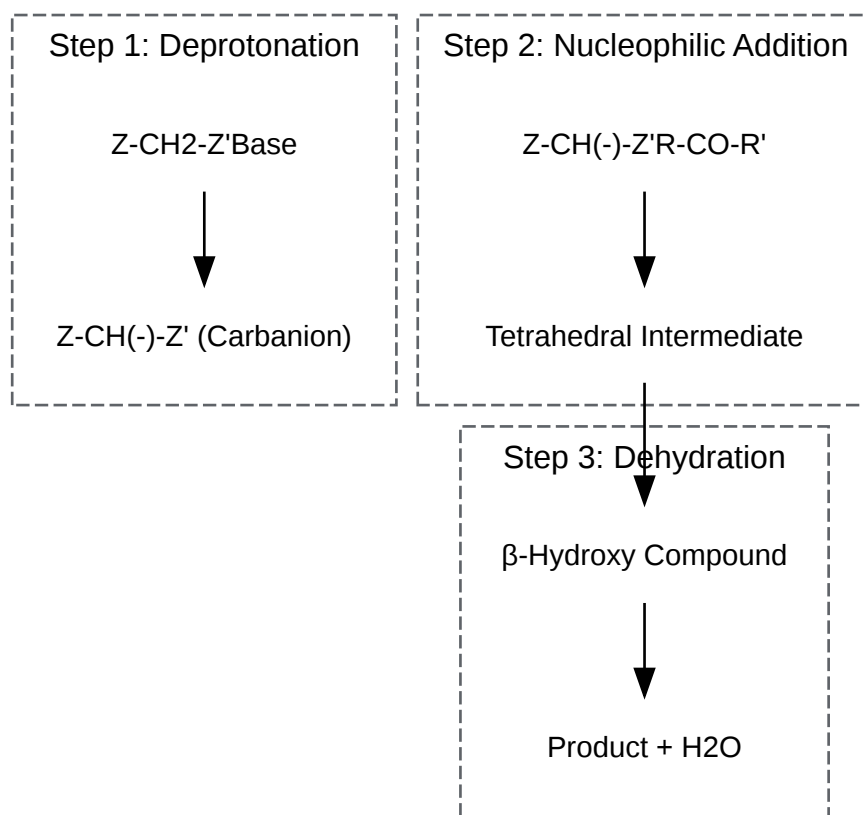 Step 1: Deprotonation
Z-CH2-Z'Base
Z-CH(-)-Z' (Carbanion)
Step 2: Nucleophilic Addition
Z-CH(-)-Z'R-CO-R'
Tetrahedral Intermediate
Step 3: Dehydration
β-Hydroxy Compound
Product + H2O